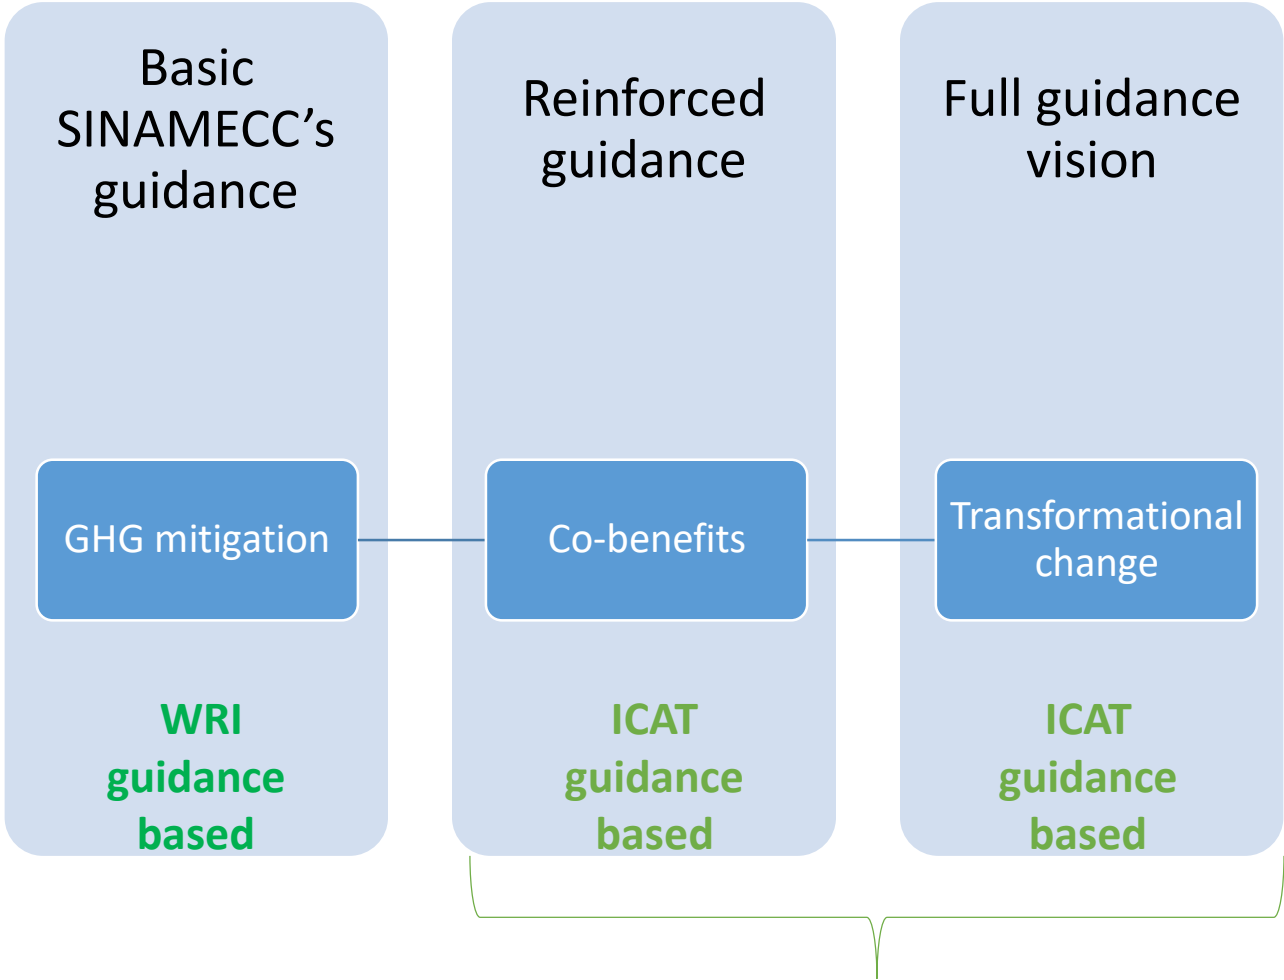 Basic
SINAMECC’s
guidance
Reinforced
guidance
Full guidance
vision
GHG mitigation
Co-benefits
Transformational
change
WRI
guidance
based
ICAT
guidance
based
ICAT
guidance
based